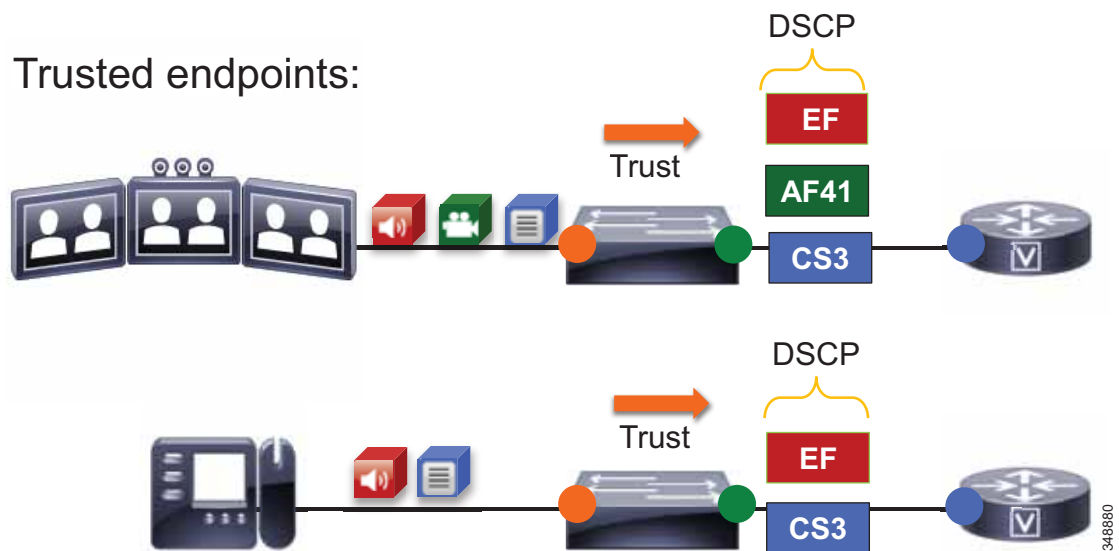 DSCP
Trusted endpoints:
EF
Trust
AF41
CS3
V
DSCP
Trust
EF
CS3
V
348880